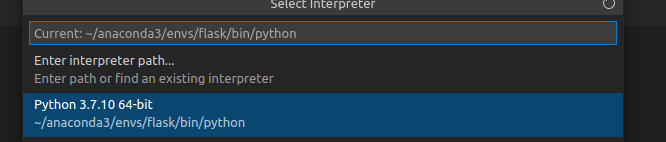 Select Interpreter
Current: ~/anaconda3/envs/flask/bin/python
Enter interpreter path...
Enter path or find an existing interpreter
Python 3.7.10 64-bit
~/anaconda3/envs/flask/bin/python